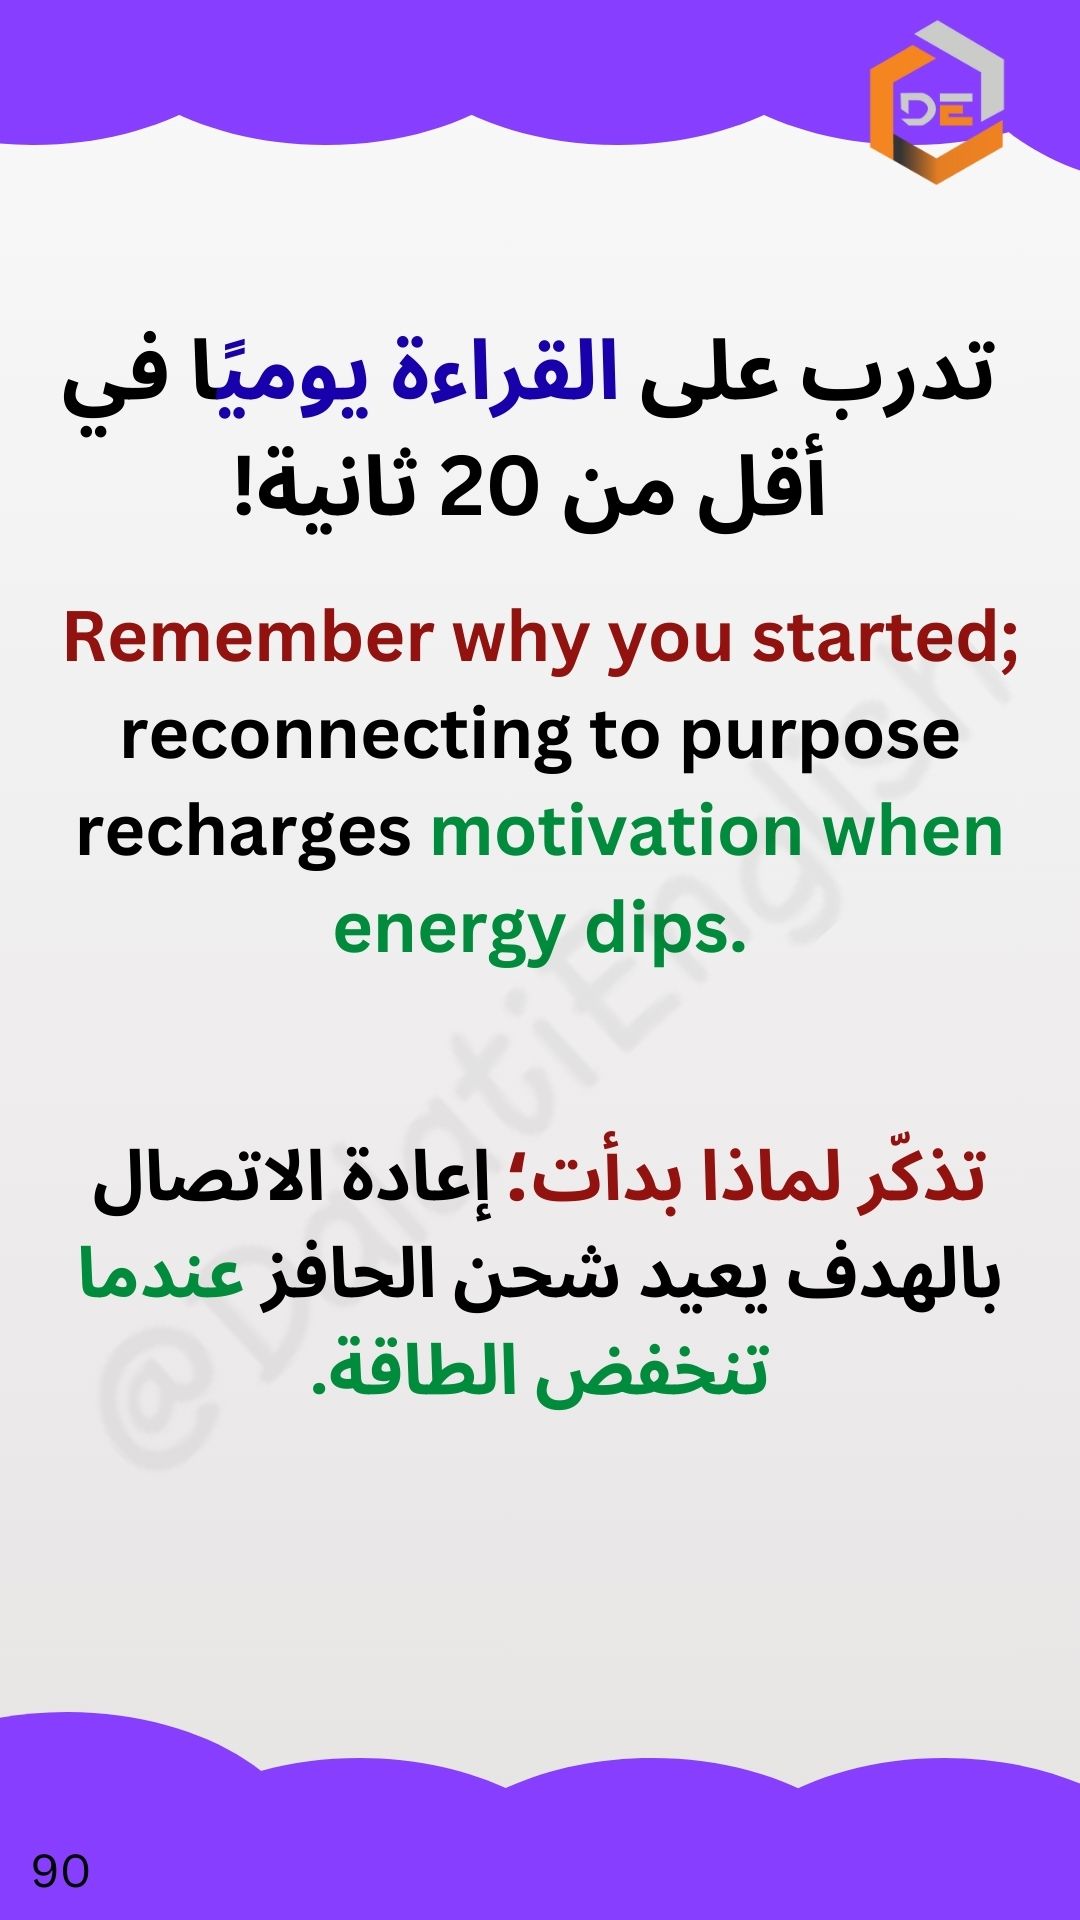 DE
تدرب على القراءة يوميًا في
أقل من 20 ثانية!
Remember why you started;
reconnecting to purpose
recharges motivation when
energy dips.
تذكّر لماذا بدأت؛ إعادة الاتصال
بالهدف يعيد شحن الحافز عندما
تنخفض الطاقة.
@DalatiEnglish
90